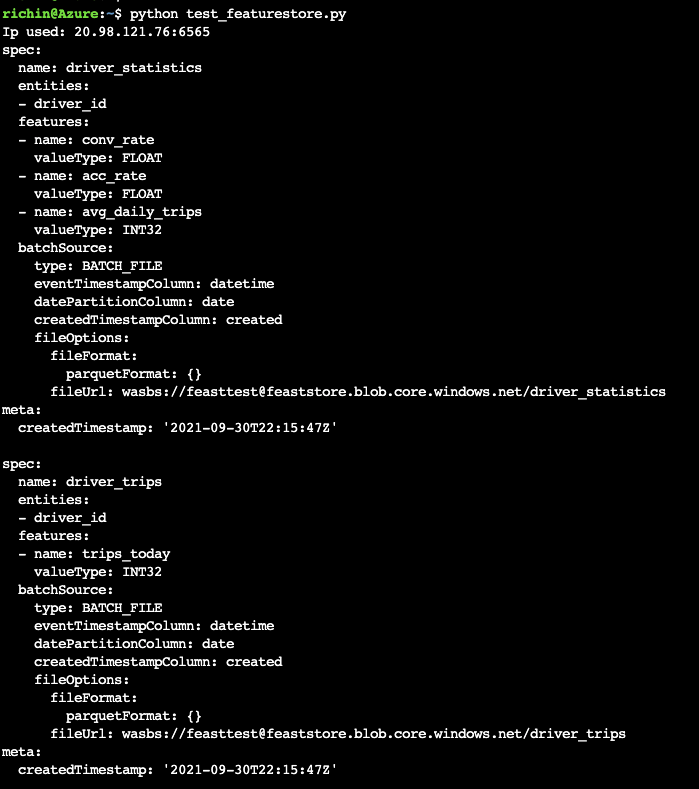 richin@Azure:~$ python test_featurestore.py
Ip used: 20.98.121.76:6565
spec:
  name: driver_statistics
  entities:
  - driver_id
  features:
  - name: conv_rate
    valueType: FLOAT
  - name: acc_rate
    valueType: FLOAT
  - name: avg_daily_trips
    valueType: INT32
  batchSource:
    type: BATCH_FILE
    eventTimestampColumn: datetime
    datePartitionColumn: date
    createdTimestampColumn: created
    fileOptions:
      fileFormat:
        parquetFormat: {}
      fileUrl: wasbs://feasttest@feaststore.blob.core.windows.net/driver_statistics
meta:
  createdTimestamp: '2021-09-30T22:15:47Z'

spec:
  name: driver_trips
  entities:
  - driver_id
  features:
  - name: trips_today
    valueType: INT32
  batchSource:
    type: BATCH_FILE
    eventTimestampColumn: datetime
    datePartitionColumn: date
    createdTimestampColumn: created
    fileOptions:
      fileFormat:
        parquetFormat: {}
      fileUrl: wasbs://feasttest@feaststore.blob.core.windows.net/driver_trips
meta:
  createdTimestamp: '2021-09-30T22:15:47Z'